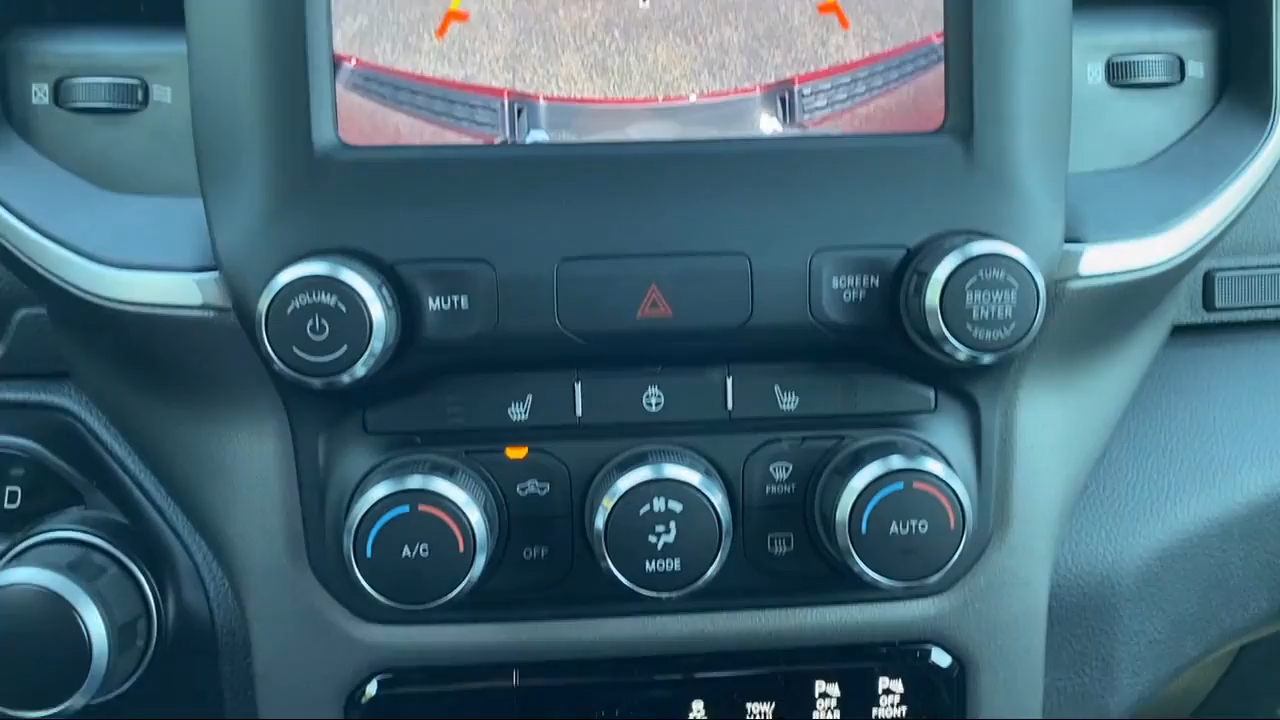 VOLUME
MUTE
SCREEN
OFF
TUNE
BROWSE
ENTER
SCROLL
D
A/C
OFF
MODE
FRONT
AUTO
TOW/
P
OFF
REAR
P
OFF
FRONT